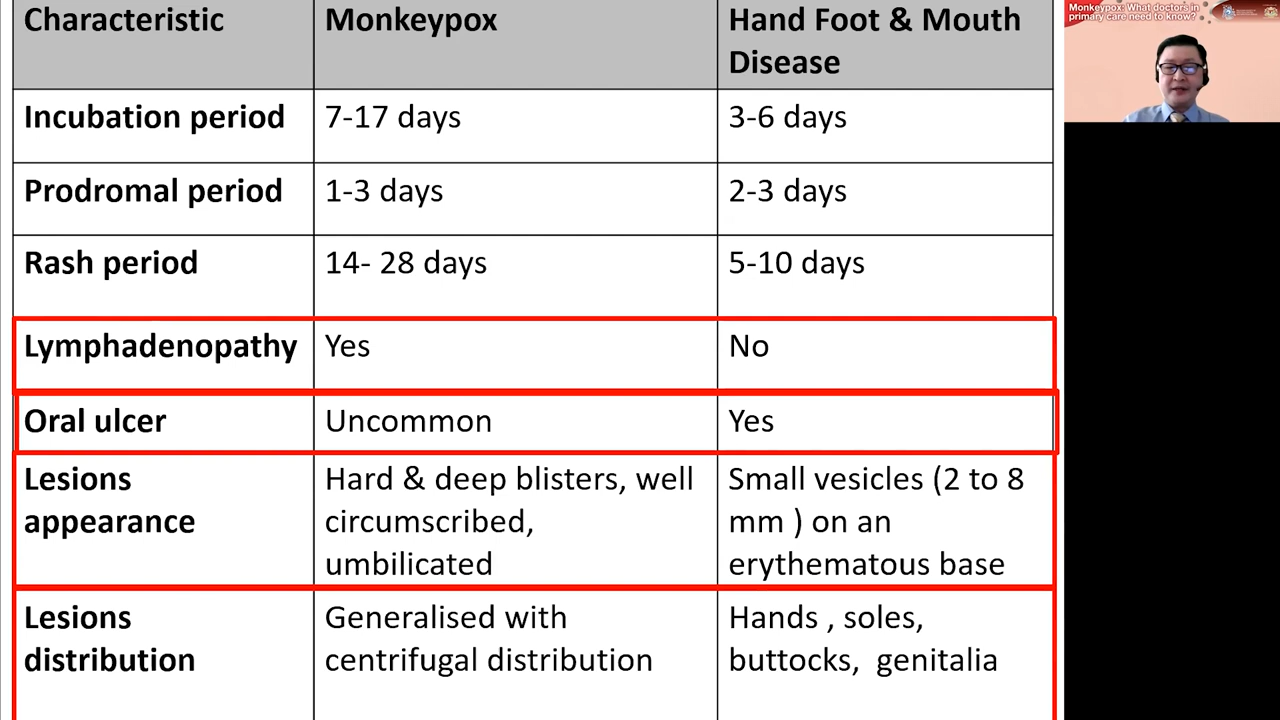 Characteristic
Monkeypox
Hand Foot & Mouth
Disease
Incubation period
7-17 days
3-6 days
Prodromal period
1-3 days
2-3 days
Rash period
14- 28 days
5-10 days
Lymphadenopathy
Yes
No
Oral ulcer
Uncommon
Yes
Lesions
appearance
Hard & deep blisters, well
circumscribed,
umbilicated
Small vesicles (2 to 8
mm ) on an
erythematous base
Lesions
distribution
Generalised with
centrifugal distribution
Hands , soles,
buttocks, genitalia
Monkeypox: What doctors in
primary care need to know?